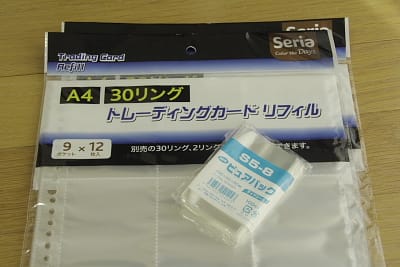 Trading Card
Refill
Seria
Color the Days
A4 30リング
トレーディングカード リフィル
9 × 12
ポケット 枚入
別売の30リング、2リング
できます。
S5-8
ピュアパック